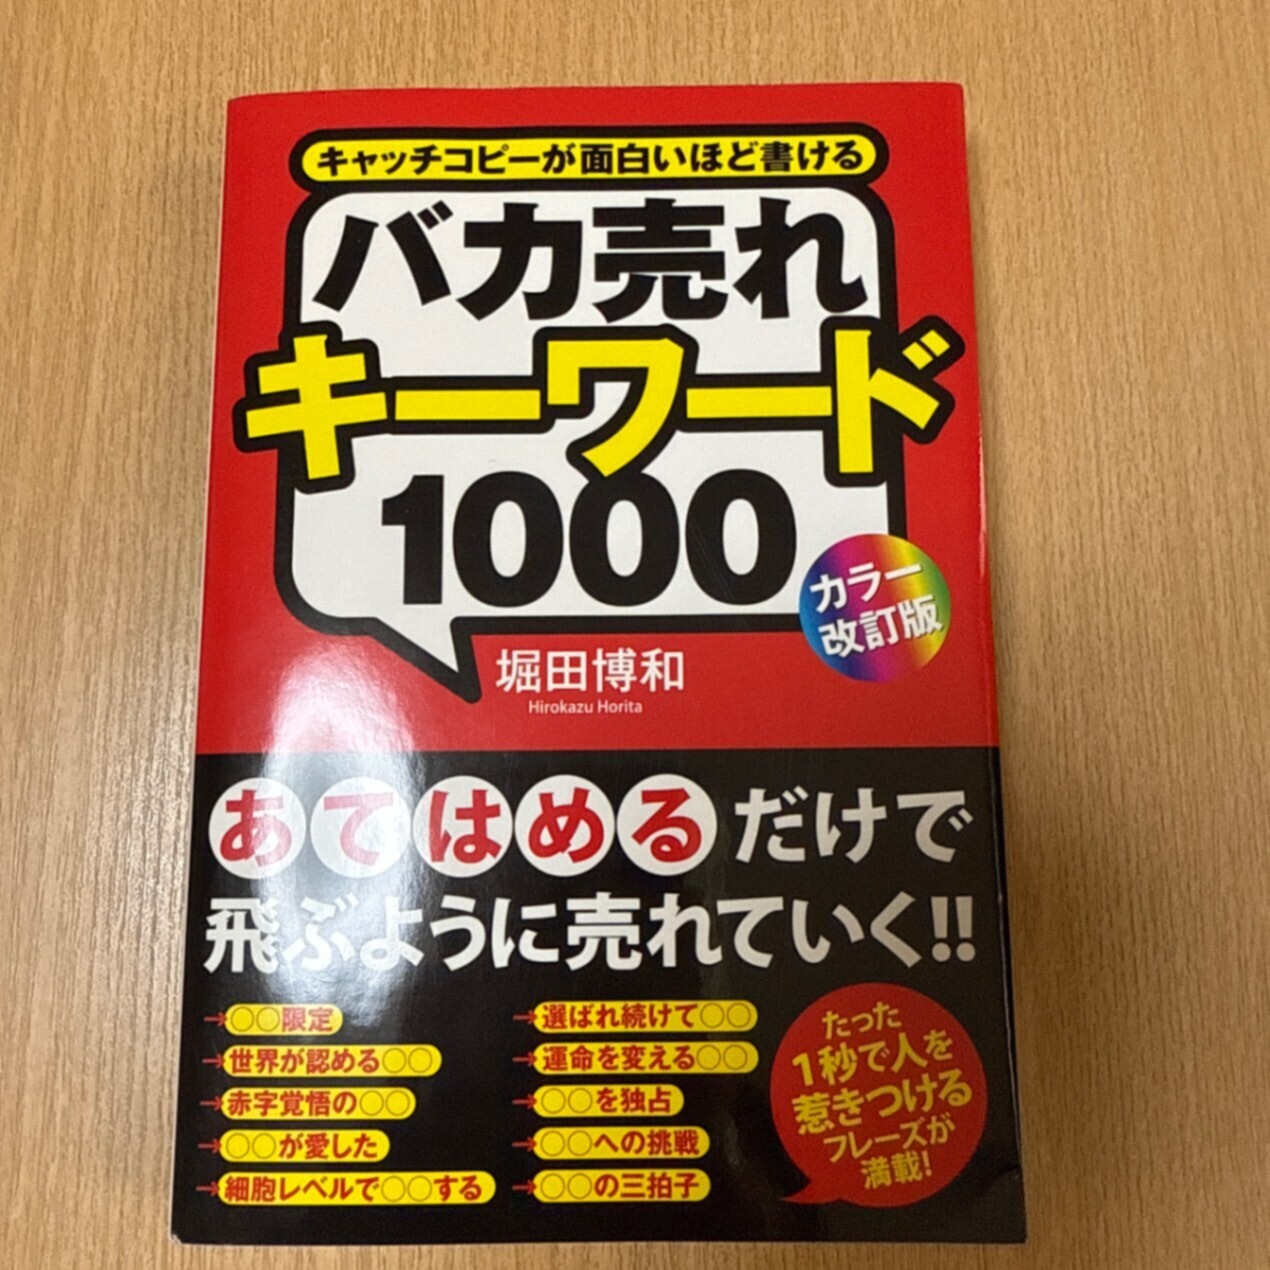 キャッチコピーが面白いほど書ける
バカ売れ
キーワード
1000
カラー
改訂版
堀田博和
Hirokazu Horita
あてはめるだけで
飛ぶように売れていく!!
→○○限定
→世界が認める○○
→赤字覚悟の○○
→○○が愛した
→細胞レベルで○○する
→選ばれ続けて○○
→運命を変える○○
→○○を独占
→○○への挑戦
→○○の三拍子
たった
1秒で人を
惹きつける
フレーズが
満載!